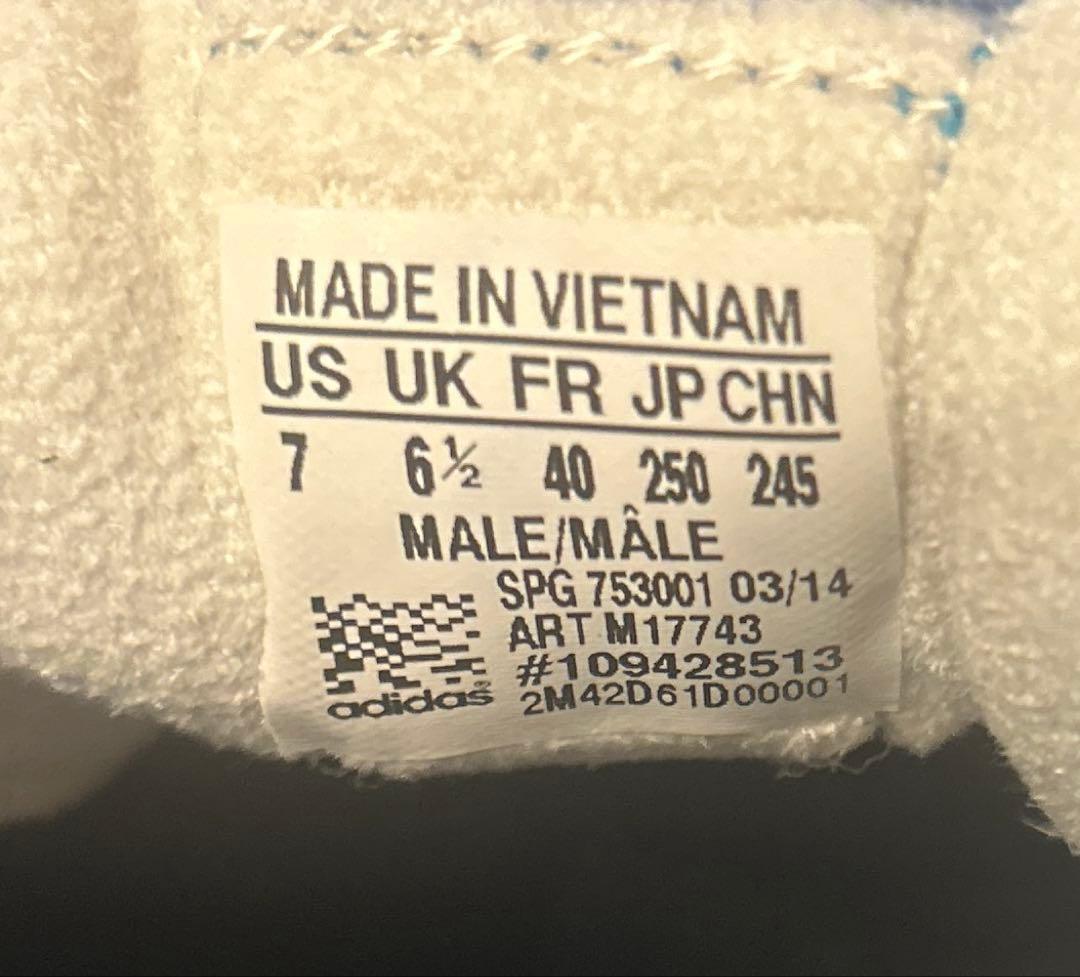 MADE IN VIETNAM
US UK FR JP CHN
7 6½ 40 250 245
MALE/MÂLE
SPG 753001 03/14
ART M17743
#109428513
adidas® 2M42D61D00001